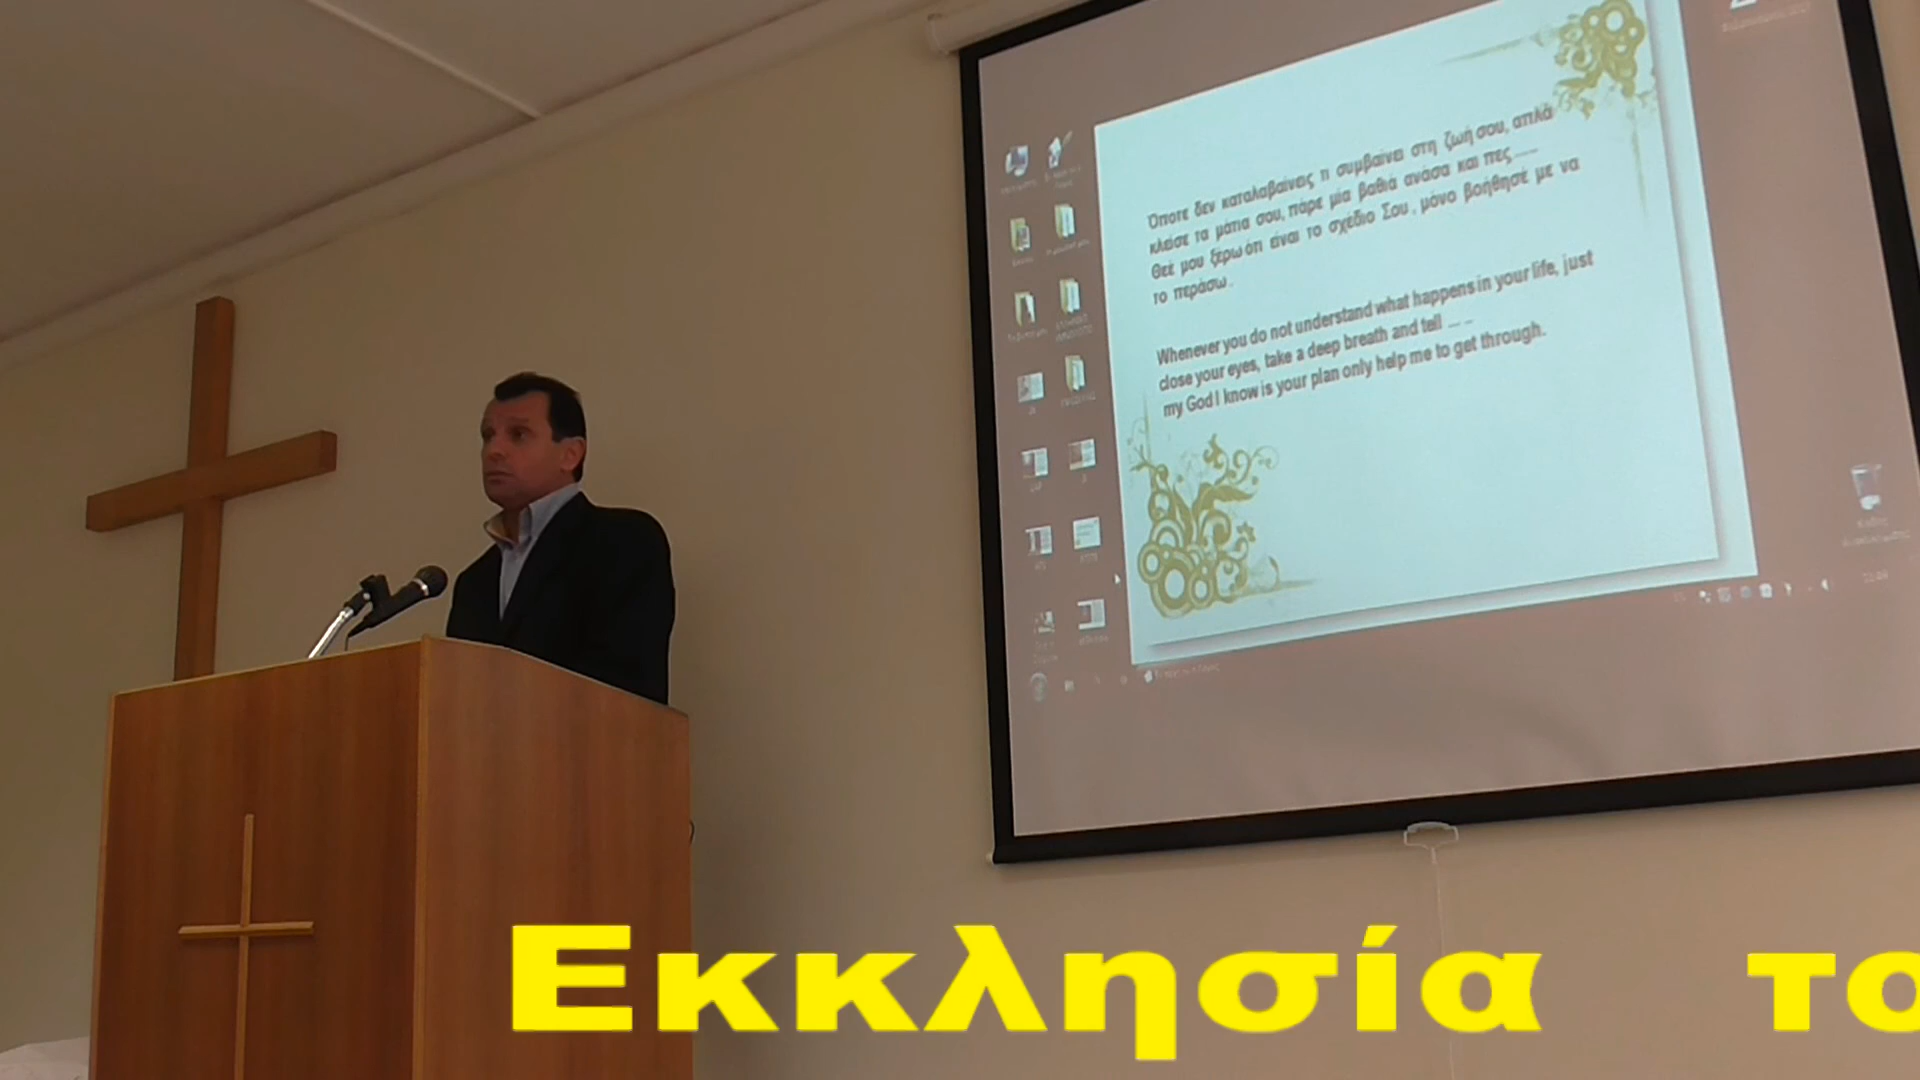 Όποτε δεν καταλαβαίνεις τι συμβαίνει στη ζωή σου, απλά
κλείσε τα μάτια σου, πάρε μία βαθιά ανάσα και πες .....
Θεέ μου ξέρω ότι είναι το σχέδιο Σου , μόνο βοήθησέ με να
το περάσω .
Whenever you do not understand what happens in your life, just
close your eyes, take a deep breath and tell ... ...
my God I know is your plan only help me to get through.
Εκκλησία το